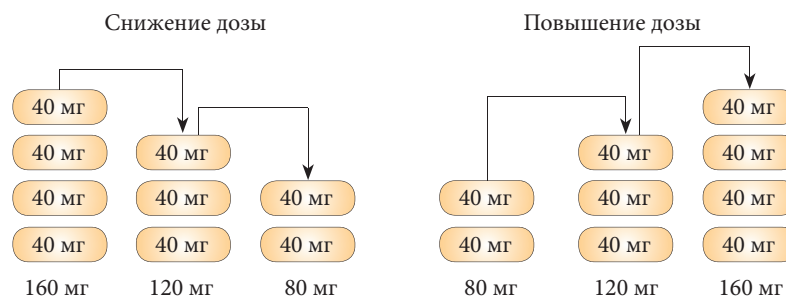 Снижение дозы
40 мг
40 мг 40 мг
40 мг 40 мг 40 мг
40 мг 40 мг 40 мг
160 мг 120 мг 80 мг
Повышение дозы
40 мг
40 мг 40 мг
40 мг 40 мг 40 мг
40 мг 40 мг 40 мг
80 мг 120 мг 160 мг